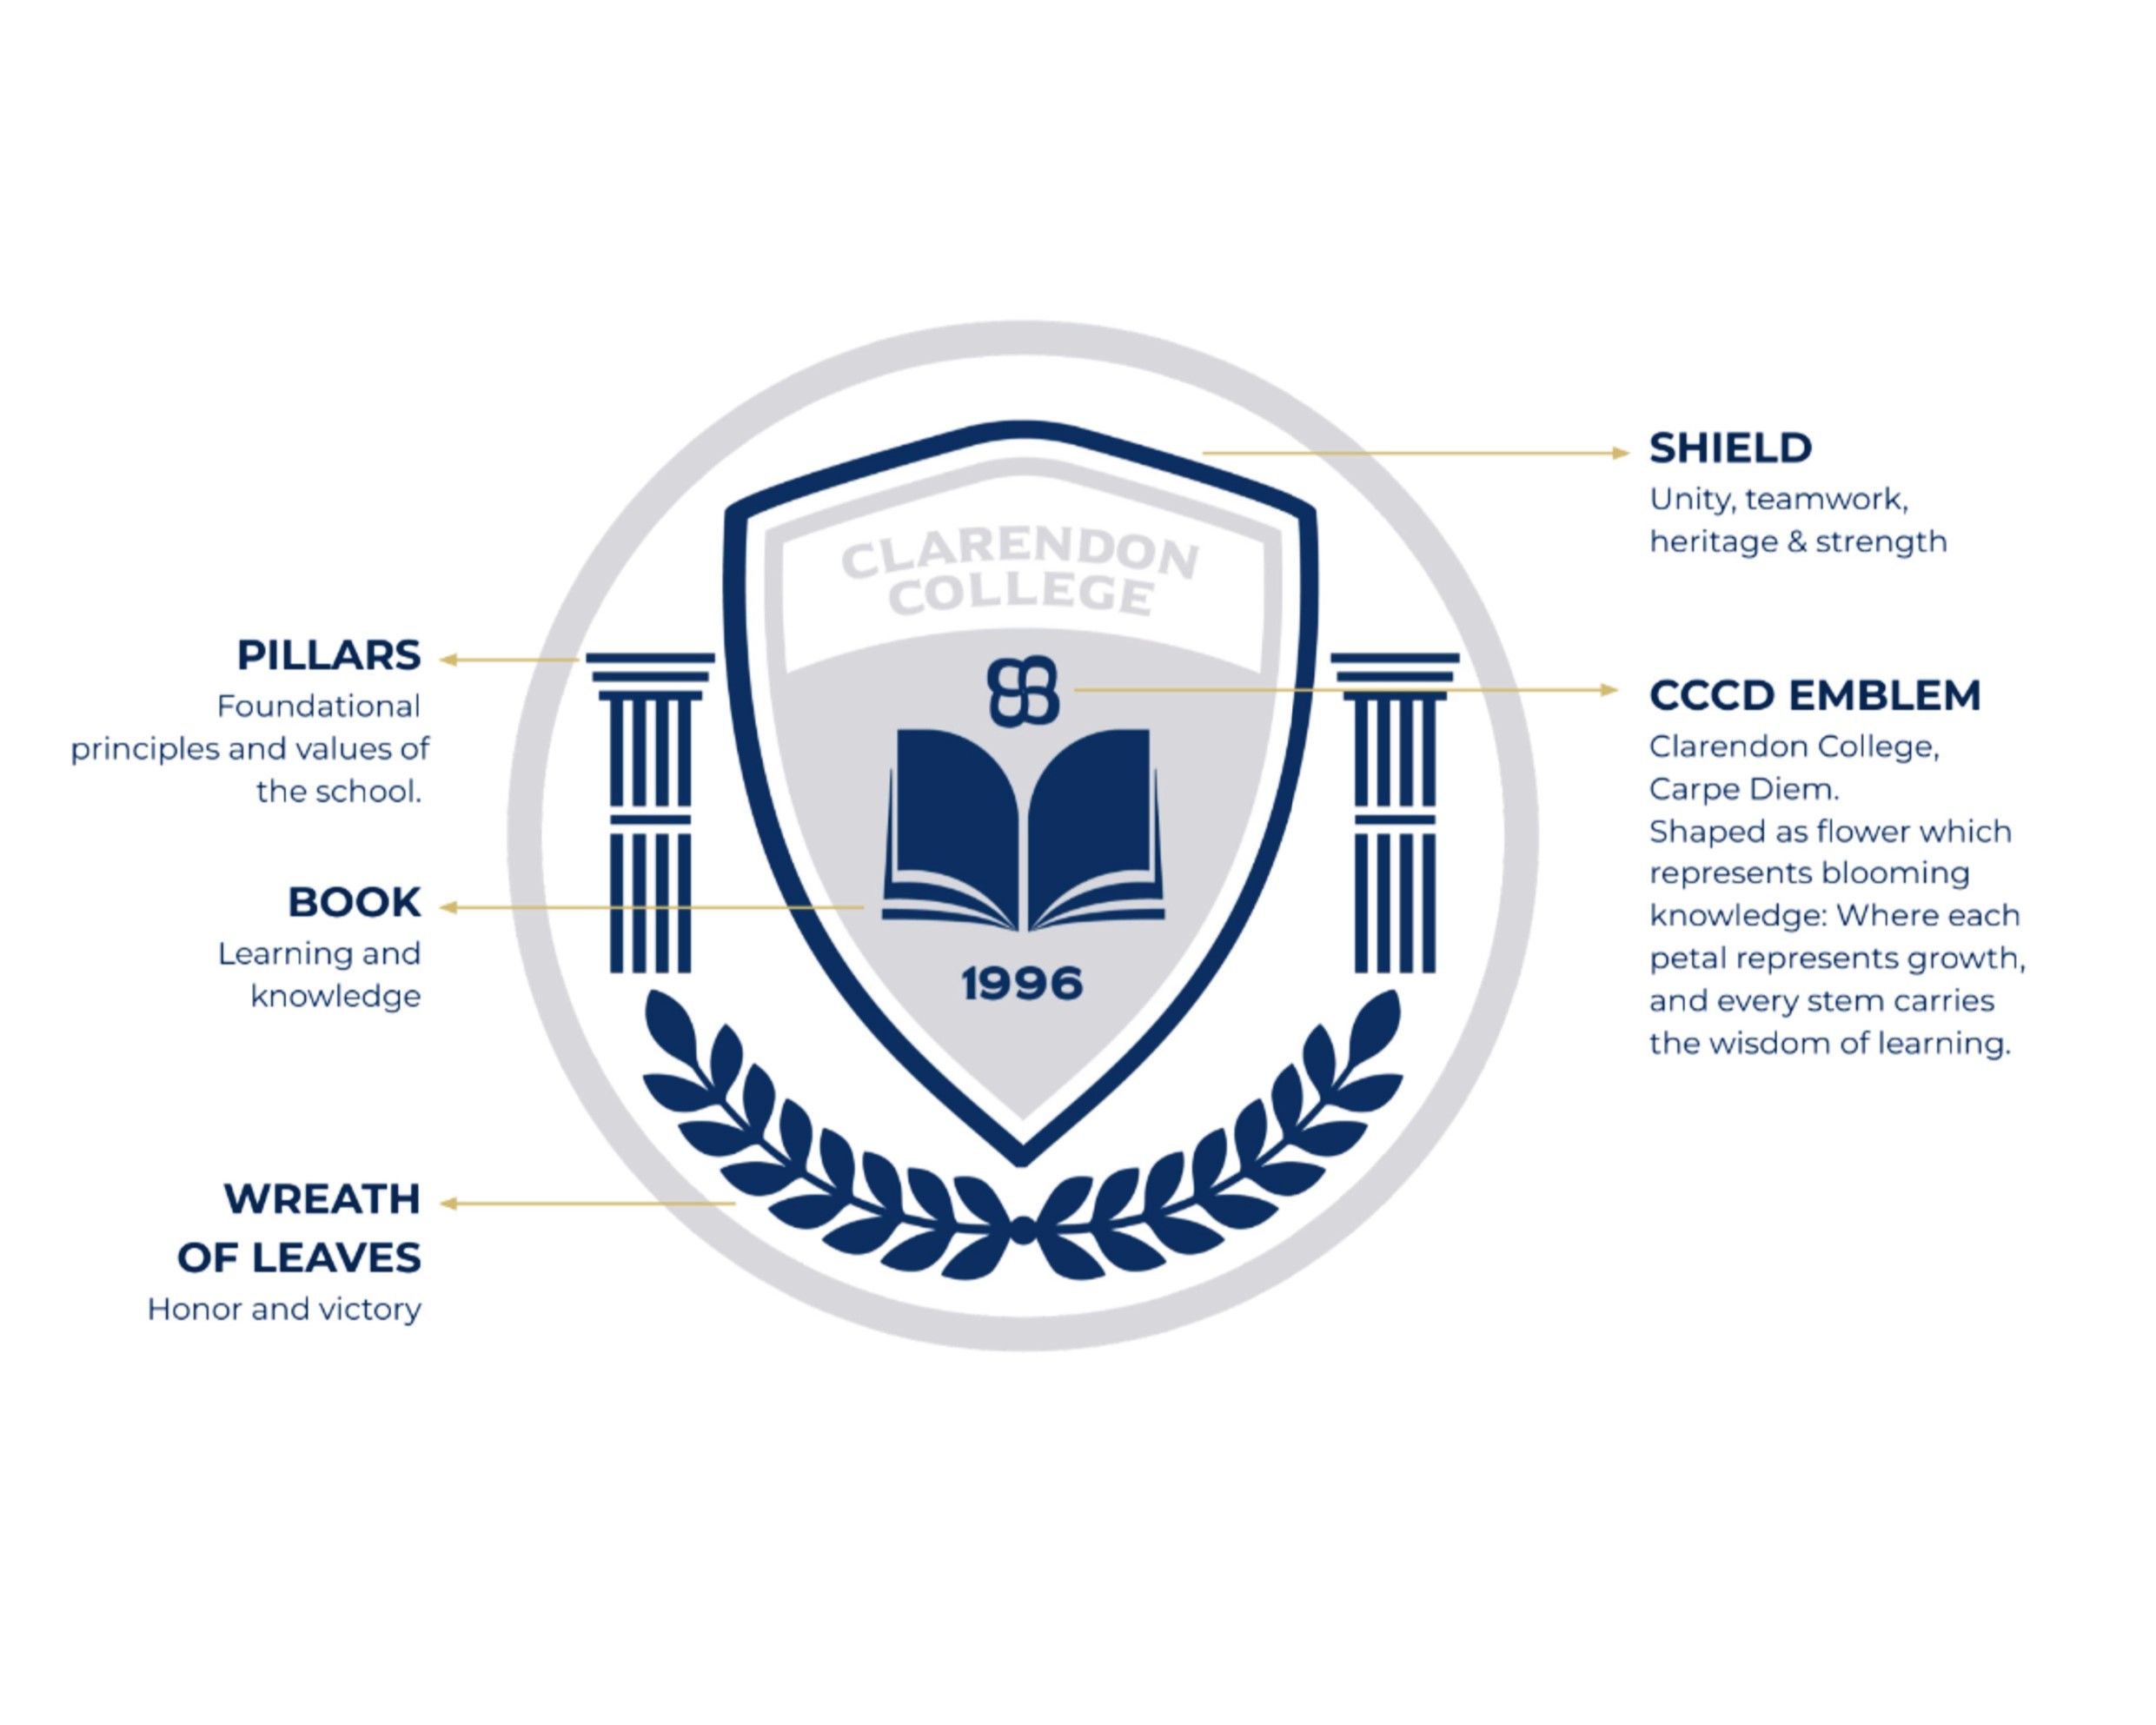 CLARENDON
COLLEGE
1996
PILLARS
Foundational
principles and values of
the school.
BOOK
Learning and
knowledge
WREATH
OF LEAVES
Honor and victory
SHIELD
Unity, teamwork,
heritage & strength
CCCD EMBLEM
Clarendon College,
Carpe Diem.
Shaped as flower which
represents blooming
knowledge: Where each
petal represents growth,
and every stem carries
the wisdom of learning.